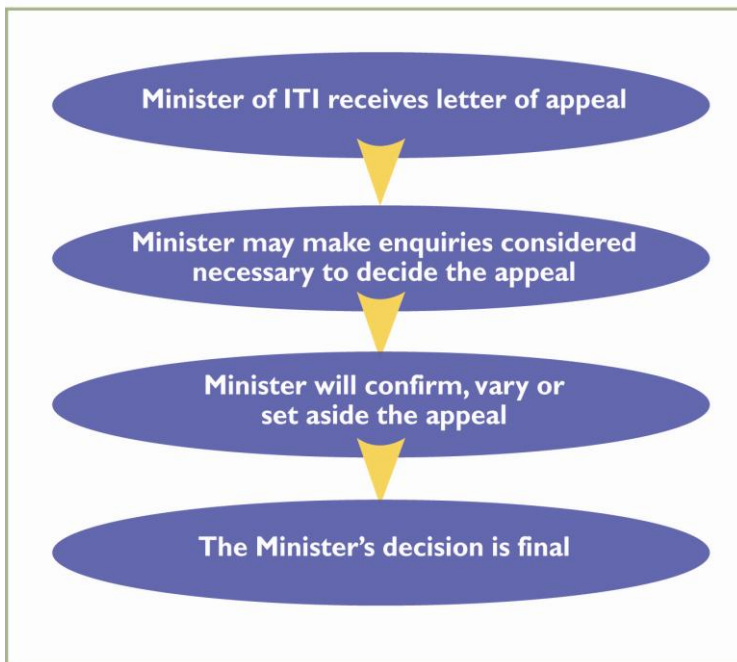 Minister of ITI receives letter of appeal
Minister may make enquiries considered
necessary to decide the appeal
Minister will confirm, vary or
set aside the appeal
The Minister’s decision is final